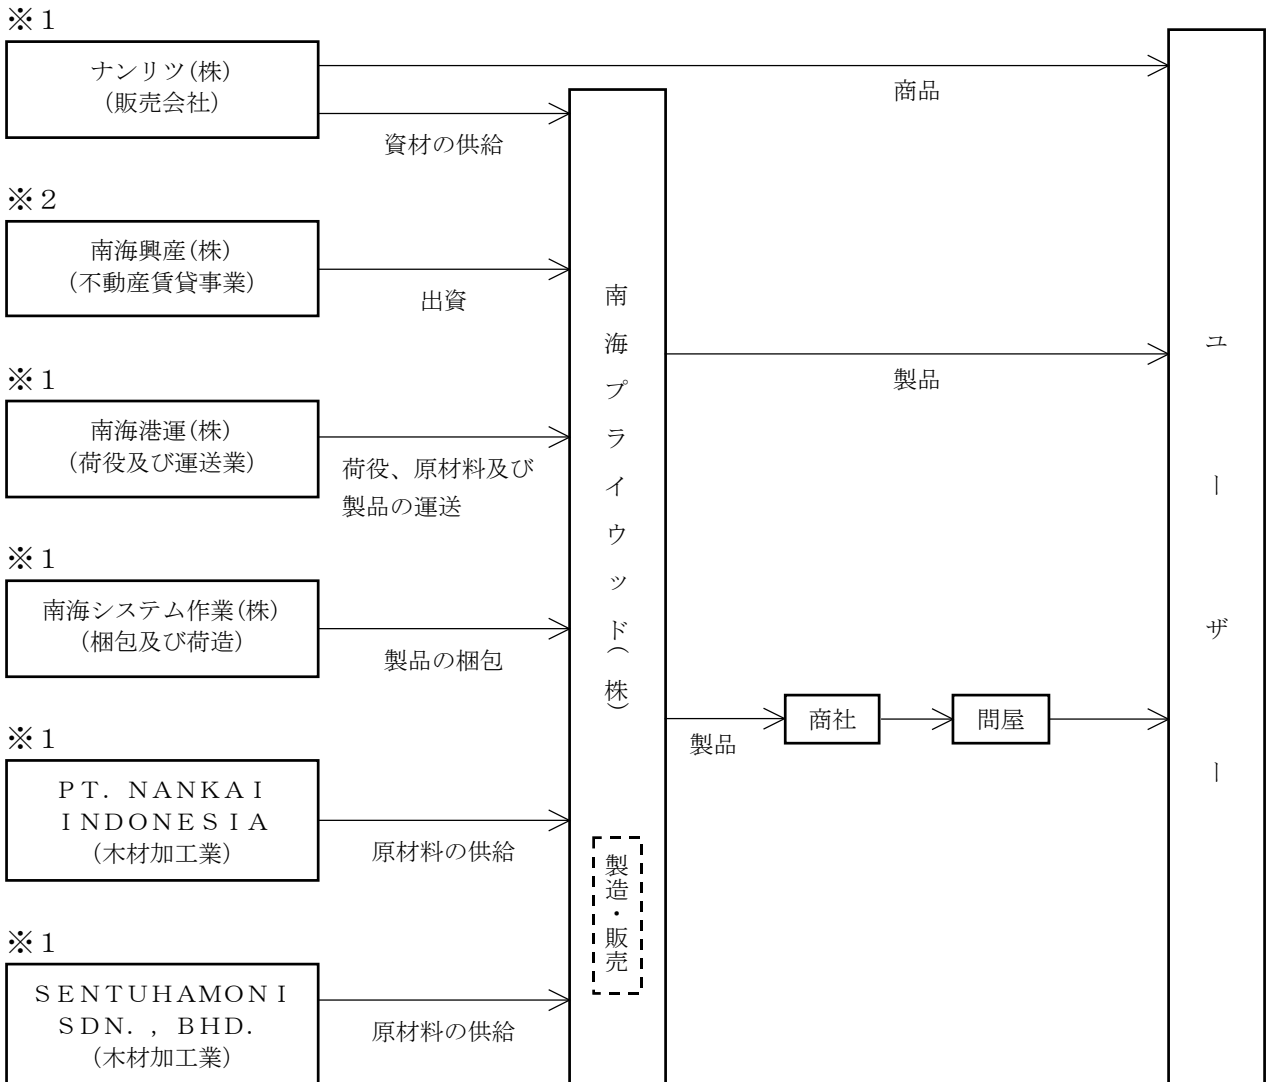 ※１
ナンリツ(株)
(販売会社)
商品
資材の供給
※２
南海興産(株)
(不動産賃貸事業)
出資
※１
南海港運(株)
(荷役及び運送業)
荷役、原材料及び
製品の運送
※１
南海システム作業(株)
(梱包及び荷造)
製品の梱包
※１
ＰＴ．ＮＡＮＫＡＩ
ＩＮＤＯＮＥＳＩＡ
(木材加工業)
原材料の供給
※１
ＳＥＮＴＵＨＡＭＯＮＩ
ＳＤＮ．，ＢＨＤ．
(木材加工業)
原材料の供給
南海プライウッド(株)
製造・販売
製品
製品
商社
問屋
ユーザー